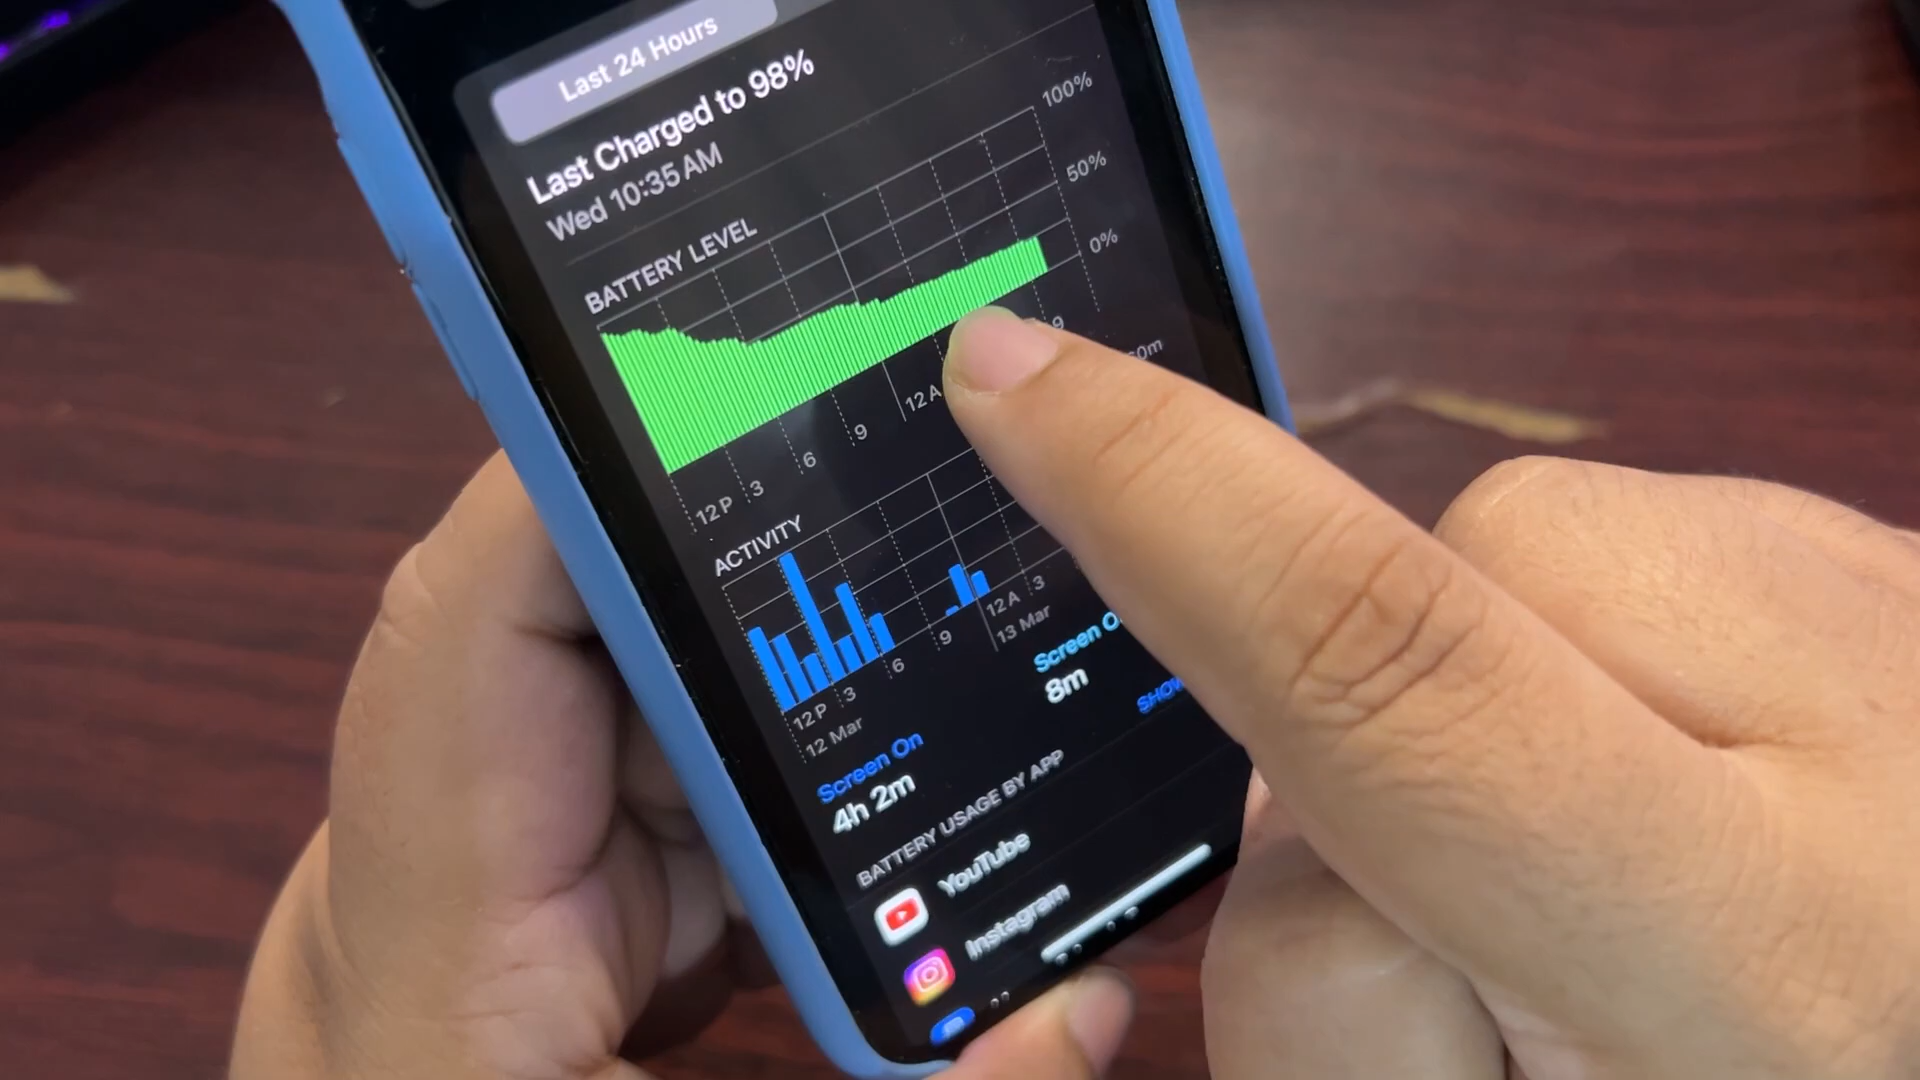 Last 24 Hours
Last Charged to 98%
Wed 10:35 AM
BATTERY LEVEL
100%
50%
0%
12 P 3 6 9 12 A 9
ACTIVITY
12 P 3 6 9 12 A 3
12 Mar 13 Mar
Screen On Screen
4h 2m 8m
BATTERY USAGE BY APP
YouTube
Instagram